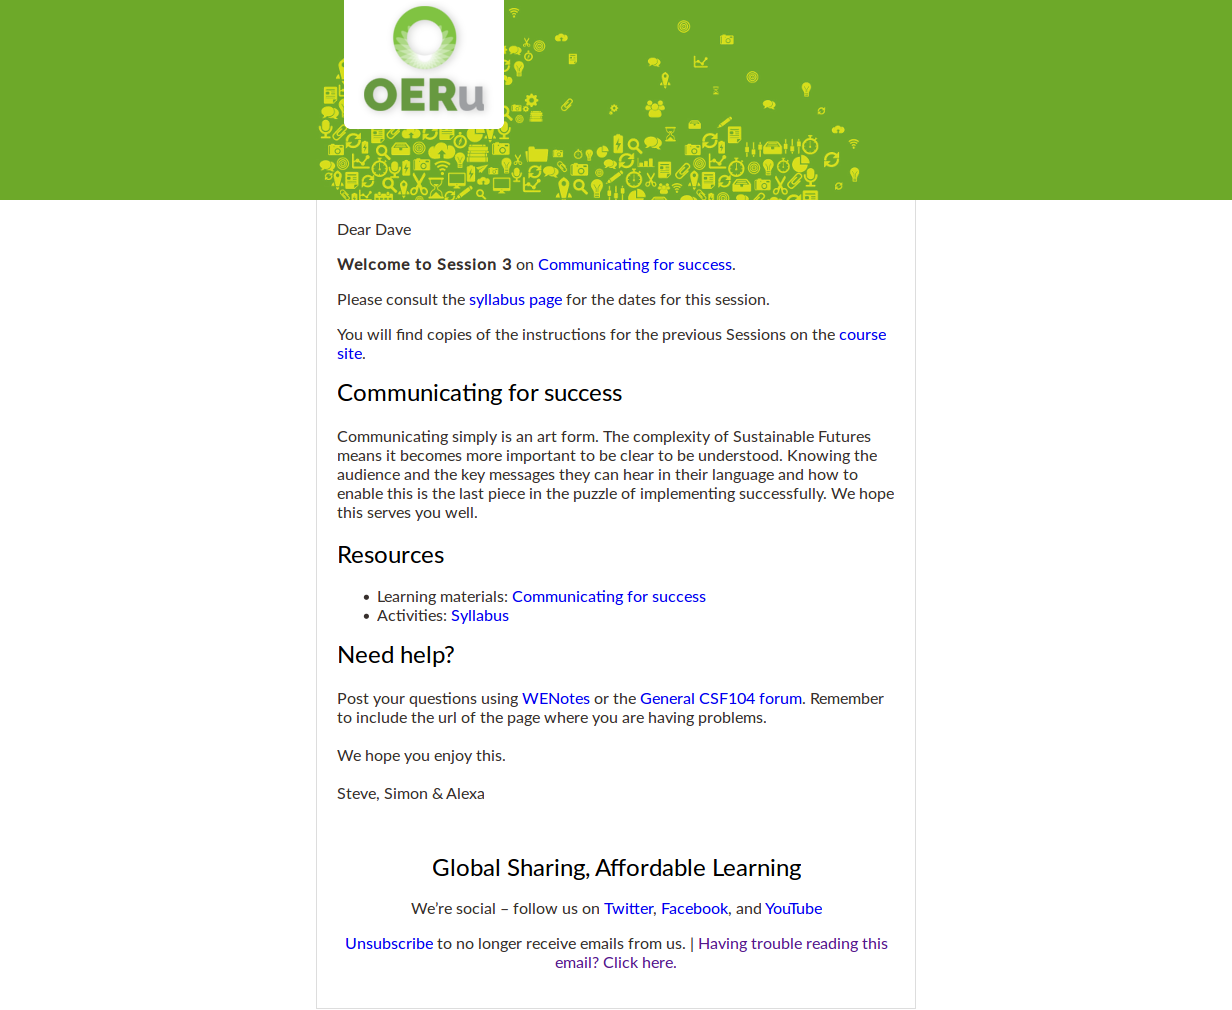 OERu
Dear Dave
Welcome to Session 3 on Communicating for success.
Please consult the syllabus page for the dates for this session.
You will find copies of the instructions for the previous Sessions on the course
site.
Communicating for success
Communicating simply is an art form. The complexity of Sustainable Futures
means it becomes more important to be clear to be understood. Knowing the
audience and the key messages they can hear in their language and how to
enable this is the last piece in the puzzle of implementing successfully. We hope
this serves you well.
Resources
• Learning materials: Communicating for success
• Activities: Syllabus
Need help?
Post your questions using WENotes or the General CSF104 forum. Remember
to include the url of the page where you are having problems.
We hope you enjoy this.
Steve, Simon & Alexa
Global Sharing, Affordable Learning
We’re social – follow us on Twitter, Facebook, and YouTube
Unsubscribe to no longer receive emails from us. | Having trouble reading this
email? Click here.